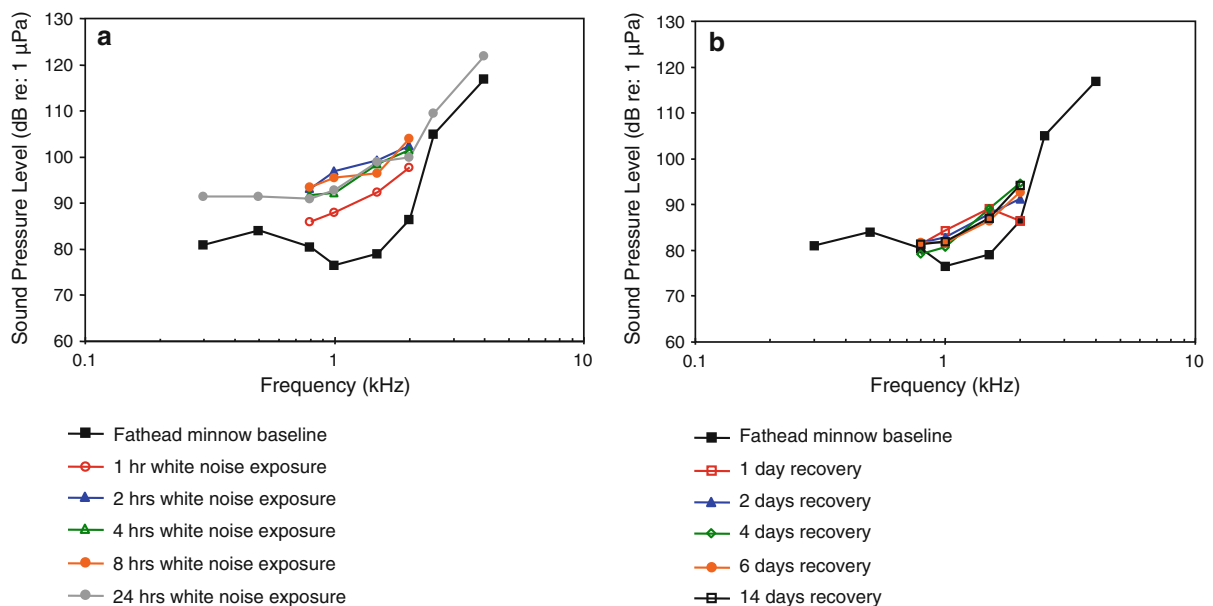 a
130
120
110
100
90
80
70
60
Sound Pressure Level (dB re: 1 µPa)
0.1
1
10
Frequency (kHz)
Fathead minnow baseline
1 hr white noise exposure
2 hrs white noise exposure
4 hrs white noise exposure
8 hrs white noise exposure
24 hrs white noise exposure
b
130
120
110
100
90
80
70
60
Sound Pressure Level (dB re: 1 µPa)
0.1
1
10
Frequency (kHz)
Fathead minnow baseline
1 day recovery
2 days recovery
4 days recovery
6 days recovery
14 days recovery